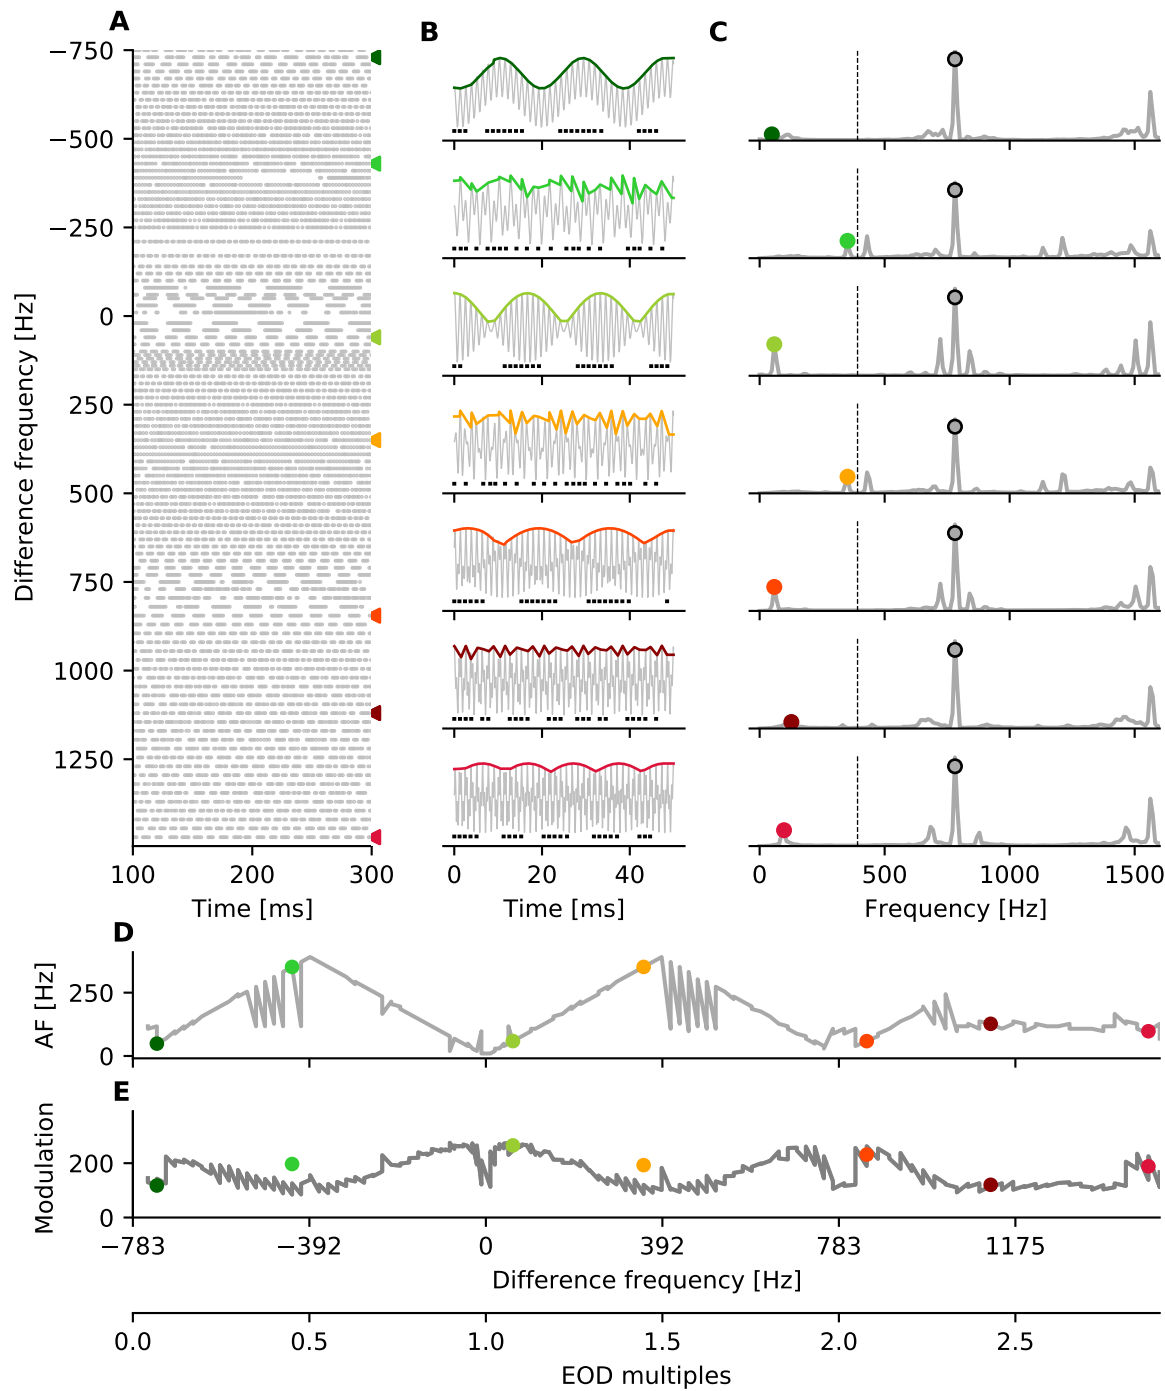 A
B
C
−750
−500
−250
0
250
500
750
1000
1250
Difference frequency [Hz]
100 200 300
0 20 40
0 500 1000 1500
Time [ms]
Time [ms]
Frequency [Hz]
D
250
0
AF [Hz]
E
200
0
Modulation
−783 −392 0 392 783 1175
Difference frequency [Hz]
0.0 0.5 1.0 1.5 2.0 2.5
EOD multiples